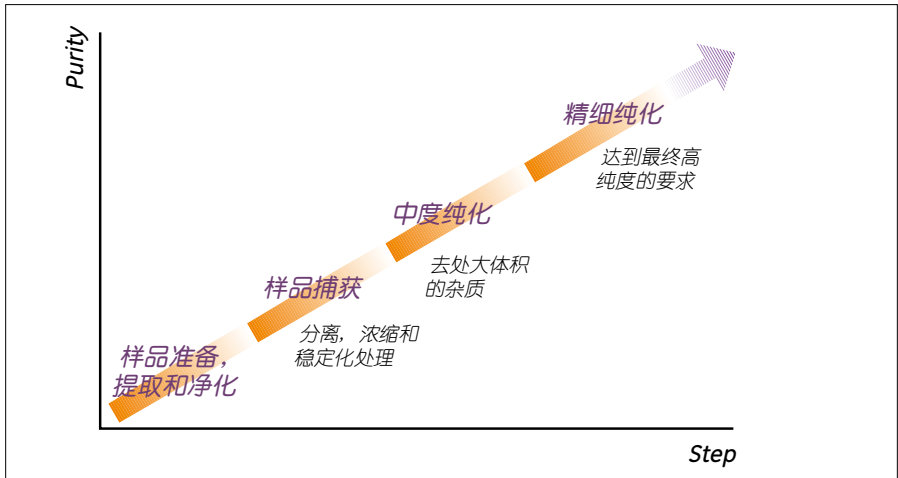 Purity
精细纯化
达到最终高
纯度的要求
中度纯化
去处大体积
的杂质
样品捕获
分离，浓缩和
稳定化处理
样品准备，
提取和净化
Step